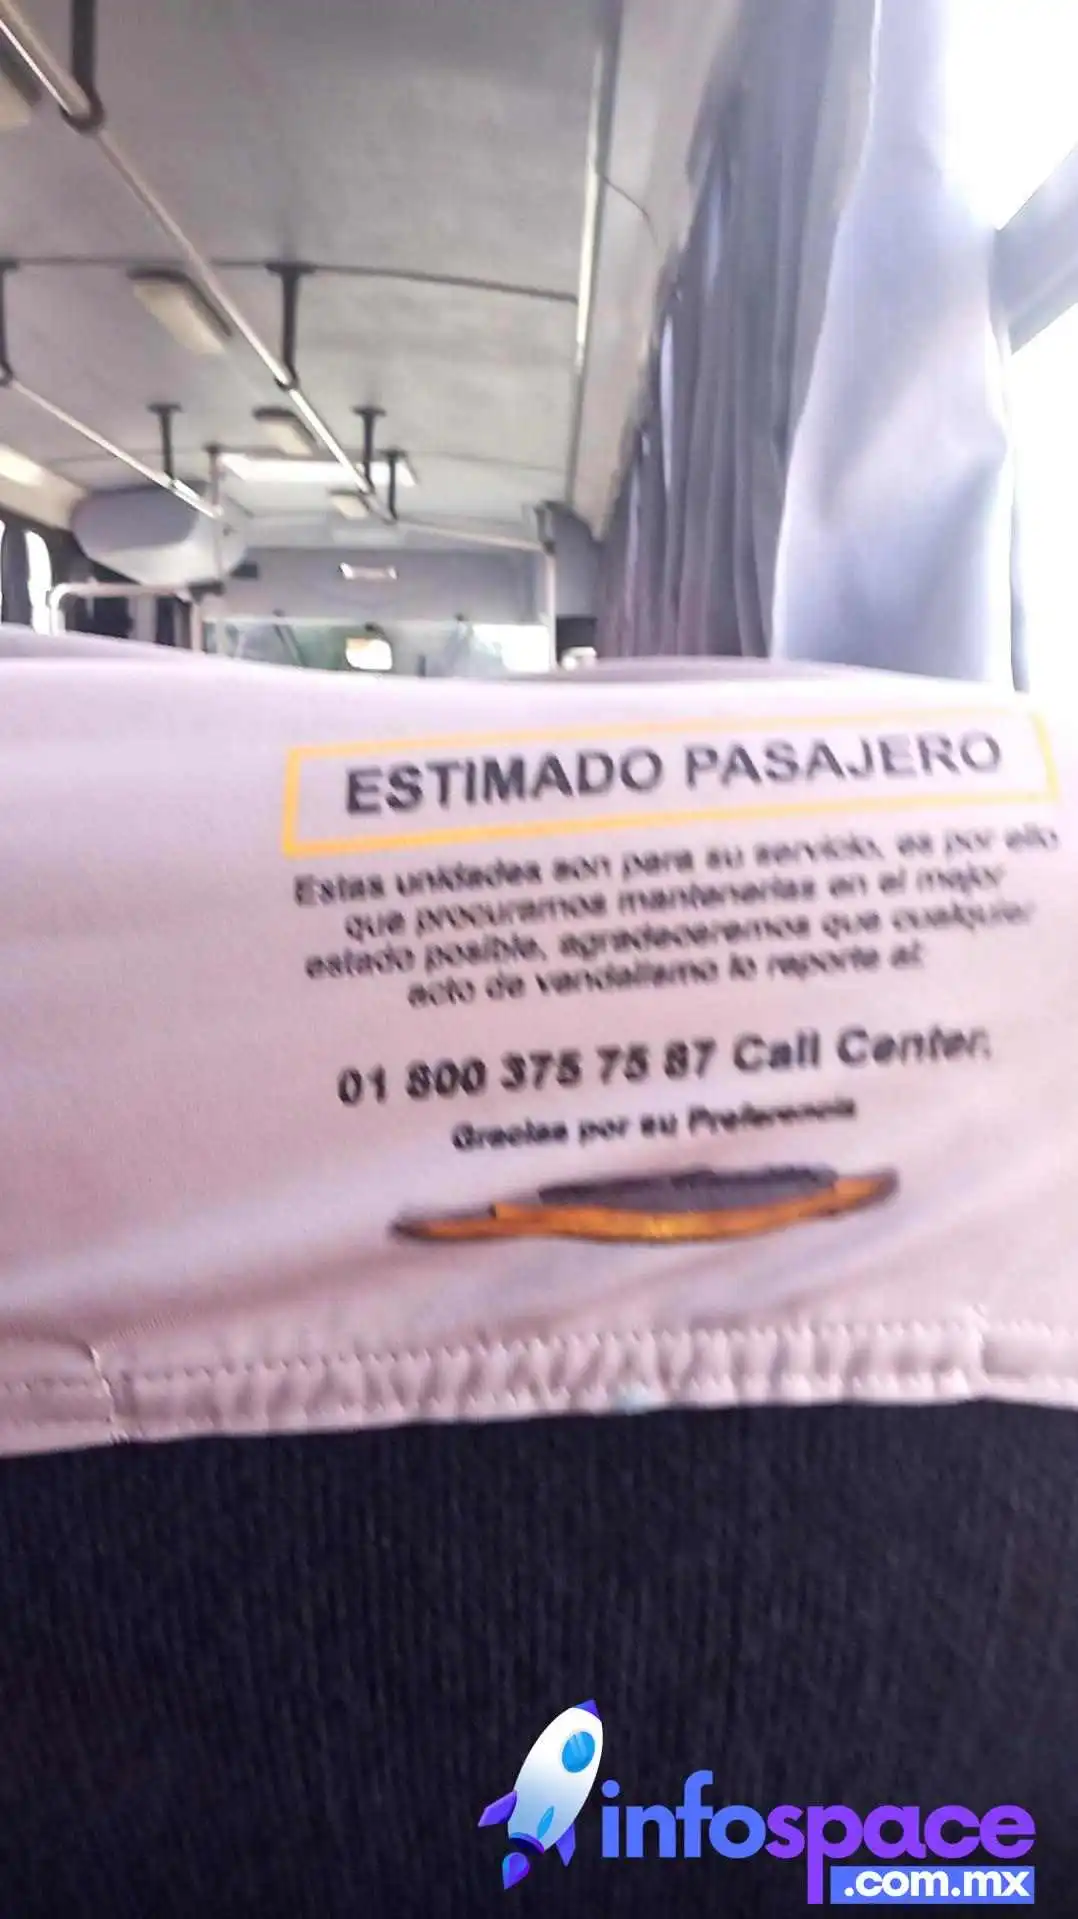 ESTIMADO PASAJERO
Estas unidades son para su servicio, es por ello
que procuramos mantenerlas en el mejor
estado posible, agradeceremos que cualquier
acto de vandalismo lo reporte al:
01 800 375 75 87 Call Center.
Gracias por su Preferencia
infospace
.com.mx